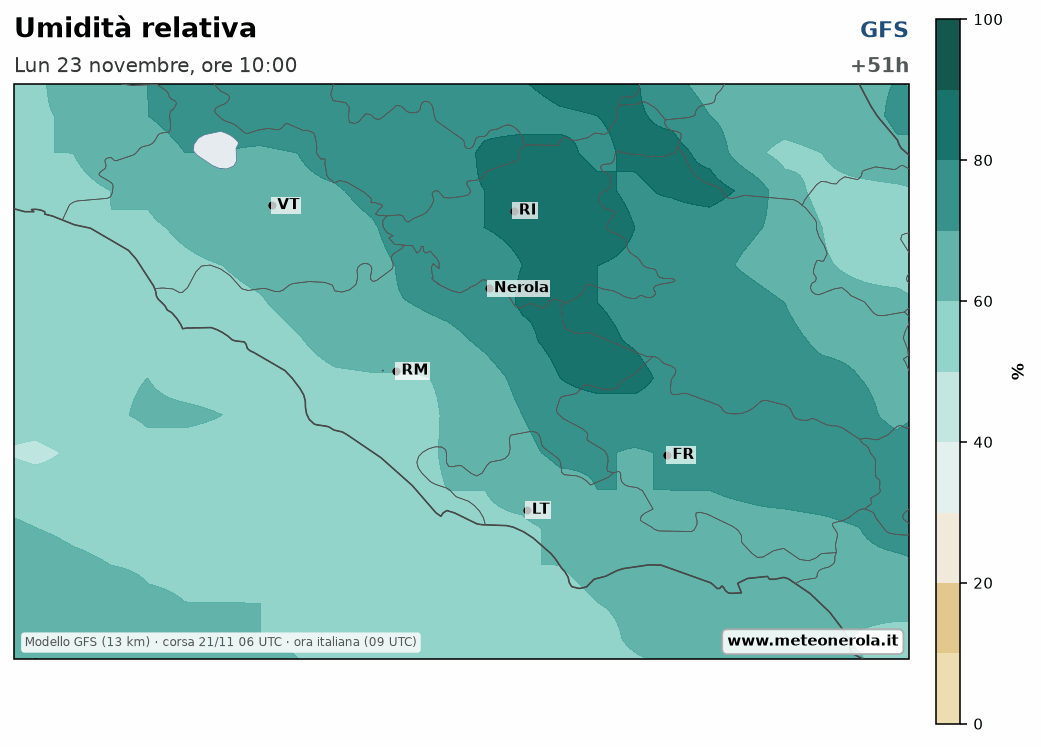 Umidità relativa
GFS
Lun 23 novembre, ore 10:00
+51h
100
80
60
40
20
0
%
VT
RI
Nerola
RM
FR
LT
Modello GFS (13 km) · corsa 21/11 06 UTC · ora italiana (09 UTC)
www.meteonerola.it